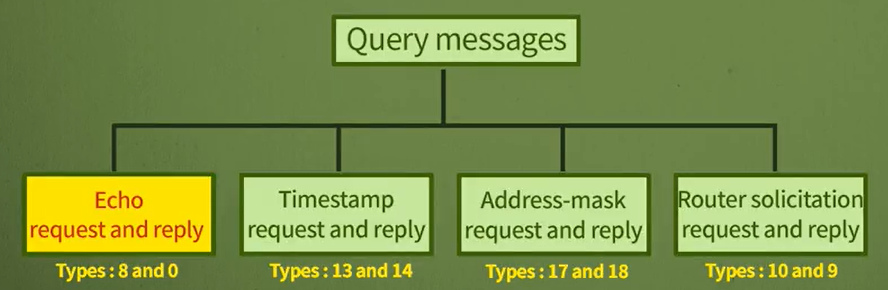 Query messages
Echo
request and reply
Timestamp
request and reply
Address-mask
request and reply
Router solicitation
request and reply
Types : 8 and 0
Types : 13 and 14
Types : 17 and 18
Types : 10 and 9